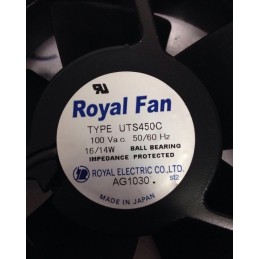 Royal Fan
TYPE UTS450C
100 Vac 50/60 Hz
16/14W BALL BEARING
IMPEDANCE PROTECTED
ROYAL ELECTRIC CO.,LTD.
AG1030
MADE IN JAPAN